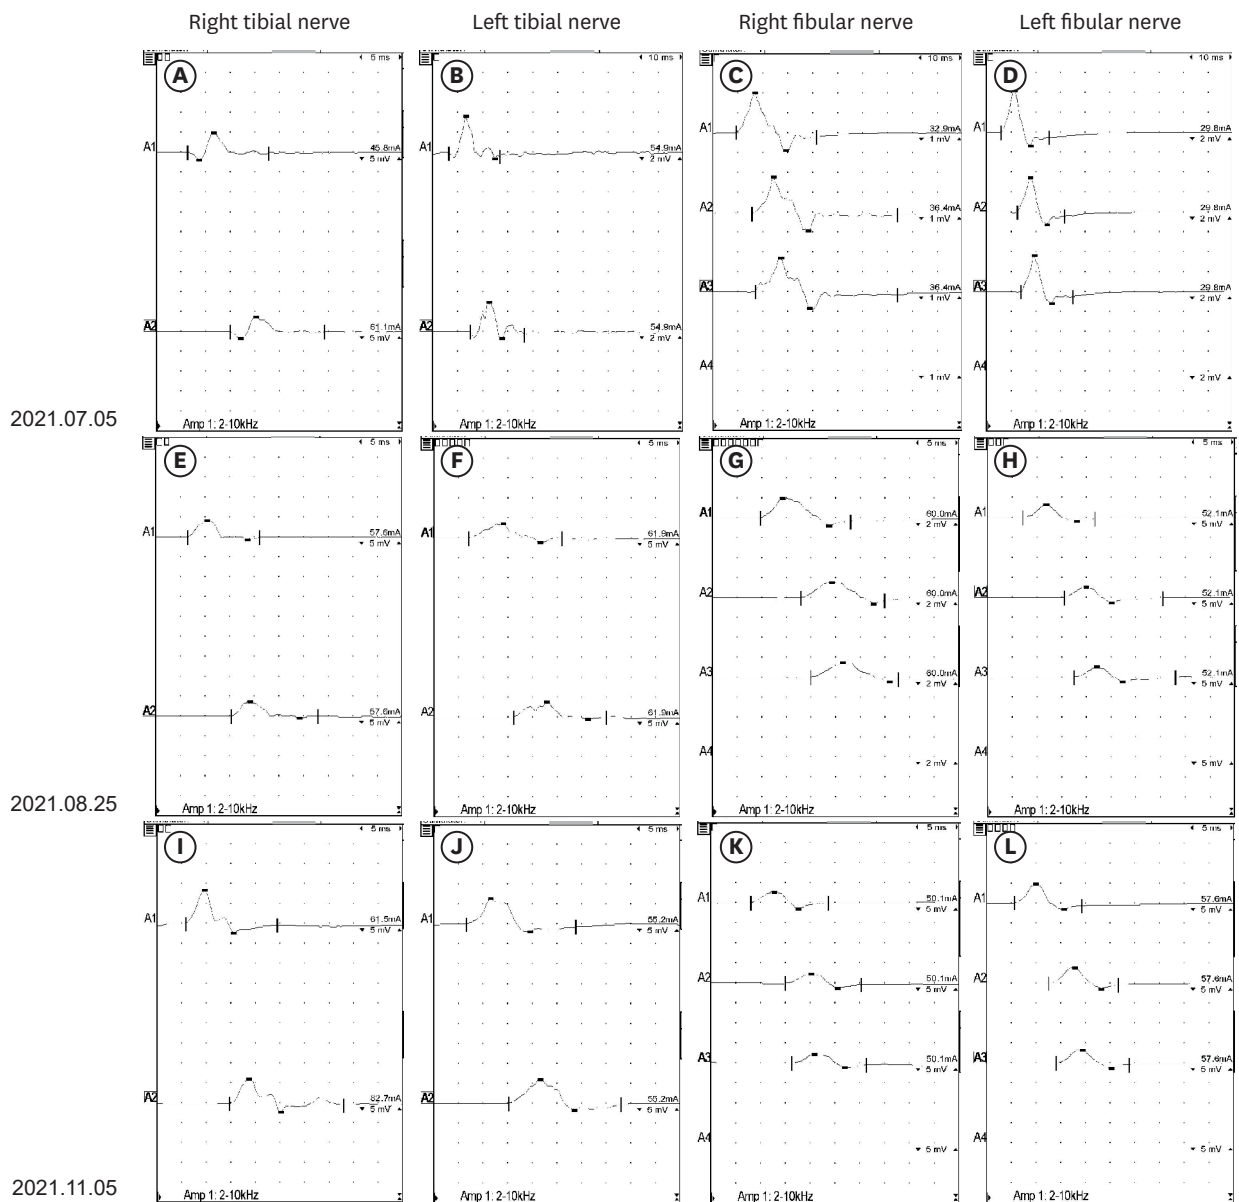 Right tibial nerve Left tibial nerve Right fibular nerve Left fibular nerve
A B C D
5 ms 10 ms 10 ms 10 ms
A1 45.8mA 5 mV A1 54.9mA 2 mV A1 32.9mA 1 mV A1 29.8mA 2 mV
A2 36.4mA 1 mV A2 29.8mA 2 mV
A2 61.1mA 5 mV A2 54.9mA 2 mV A3 36.4mA 1 mV A3 29.8mA 2 mV
A4 1 mV A4 2 mV
2021.07.05
Amp 1: 2-10kHz Amp 1: 2-10kHz Amp 1: 2-10kHz Amp 1: 2-10kHz
E F G H
5 ms 5 ms 5 ms 5 ms
A1 57.6mA 5 mV A1 61.9mA 5 mV A1 60.0mA 2 mV A1 52.1mA 5 mV
A2 60.0mA 2 mV A2 52.1mA 5 mV
A3 60.0mA 2 mV A3 52.1mA 5 mV
A2 57.6mA 5 mV A2 61.9mA 5 mV
A4 2 mV A4 5 mV
2021.08.25
Amp 1: 2-10kHz Amp 1: 2-10kHz Amp 1: 2-10kHz Amp 1: 2-10kHz
I J K L
5 ms 5 ms 5 ms 5 ms
A1 61.5mA 5 mV A1 55.2mA 5 mV A1 50.1mA 5 mV A1 57.6mA 5 mV
A2 50.1mA 5 mV A2 57.6mA 5 mV
A3 50.1mA 5 mV A3 57.6mA 5 mV
A2 82.7mA 5 mV A2 55.2mA 5 mV
A4 5 mV A4 5 mV
2021.11.05
Amp 1: 2-10kHz Amp 1: 2-10kHz Amp 1: 2-10kHz Amp 1: 2-10kHz